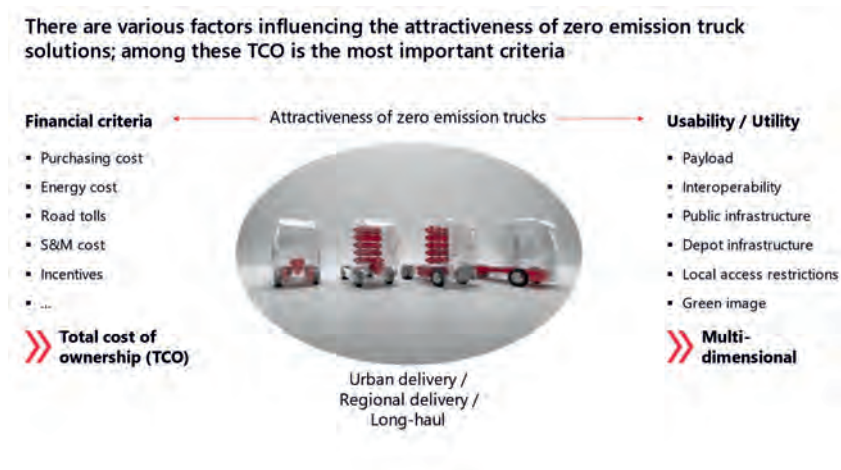 There are various factors influencing the attractiveness of zero emission truck
solutions; among these TCO is the most important criteria
Financial criteria
Attractiveness of zero emission trucks
Usability / Utility
▪ Purchasing cost
▪ Energy cost
▪ Road tolls
▪ S&M cost
▪ Incentives
▪ ...
Total cost of
ownership (TCO)
▪ Payload
▪ Interoperability
▪ Public infrastructure
▪ Depot infrastructure
▪ Local access restrictions
▪ Green image
Multi-
dimensional
Urban delivery /
Regional delivery /
Long-haul